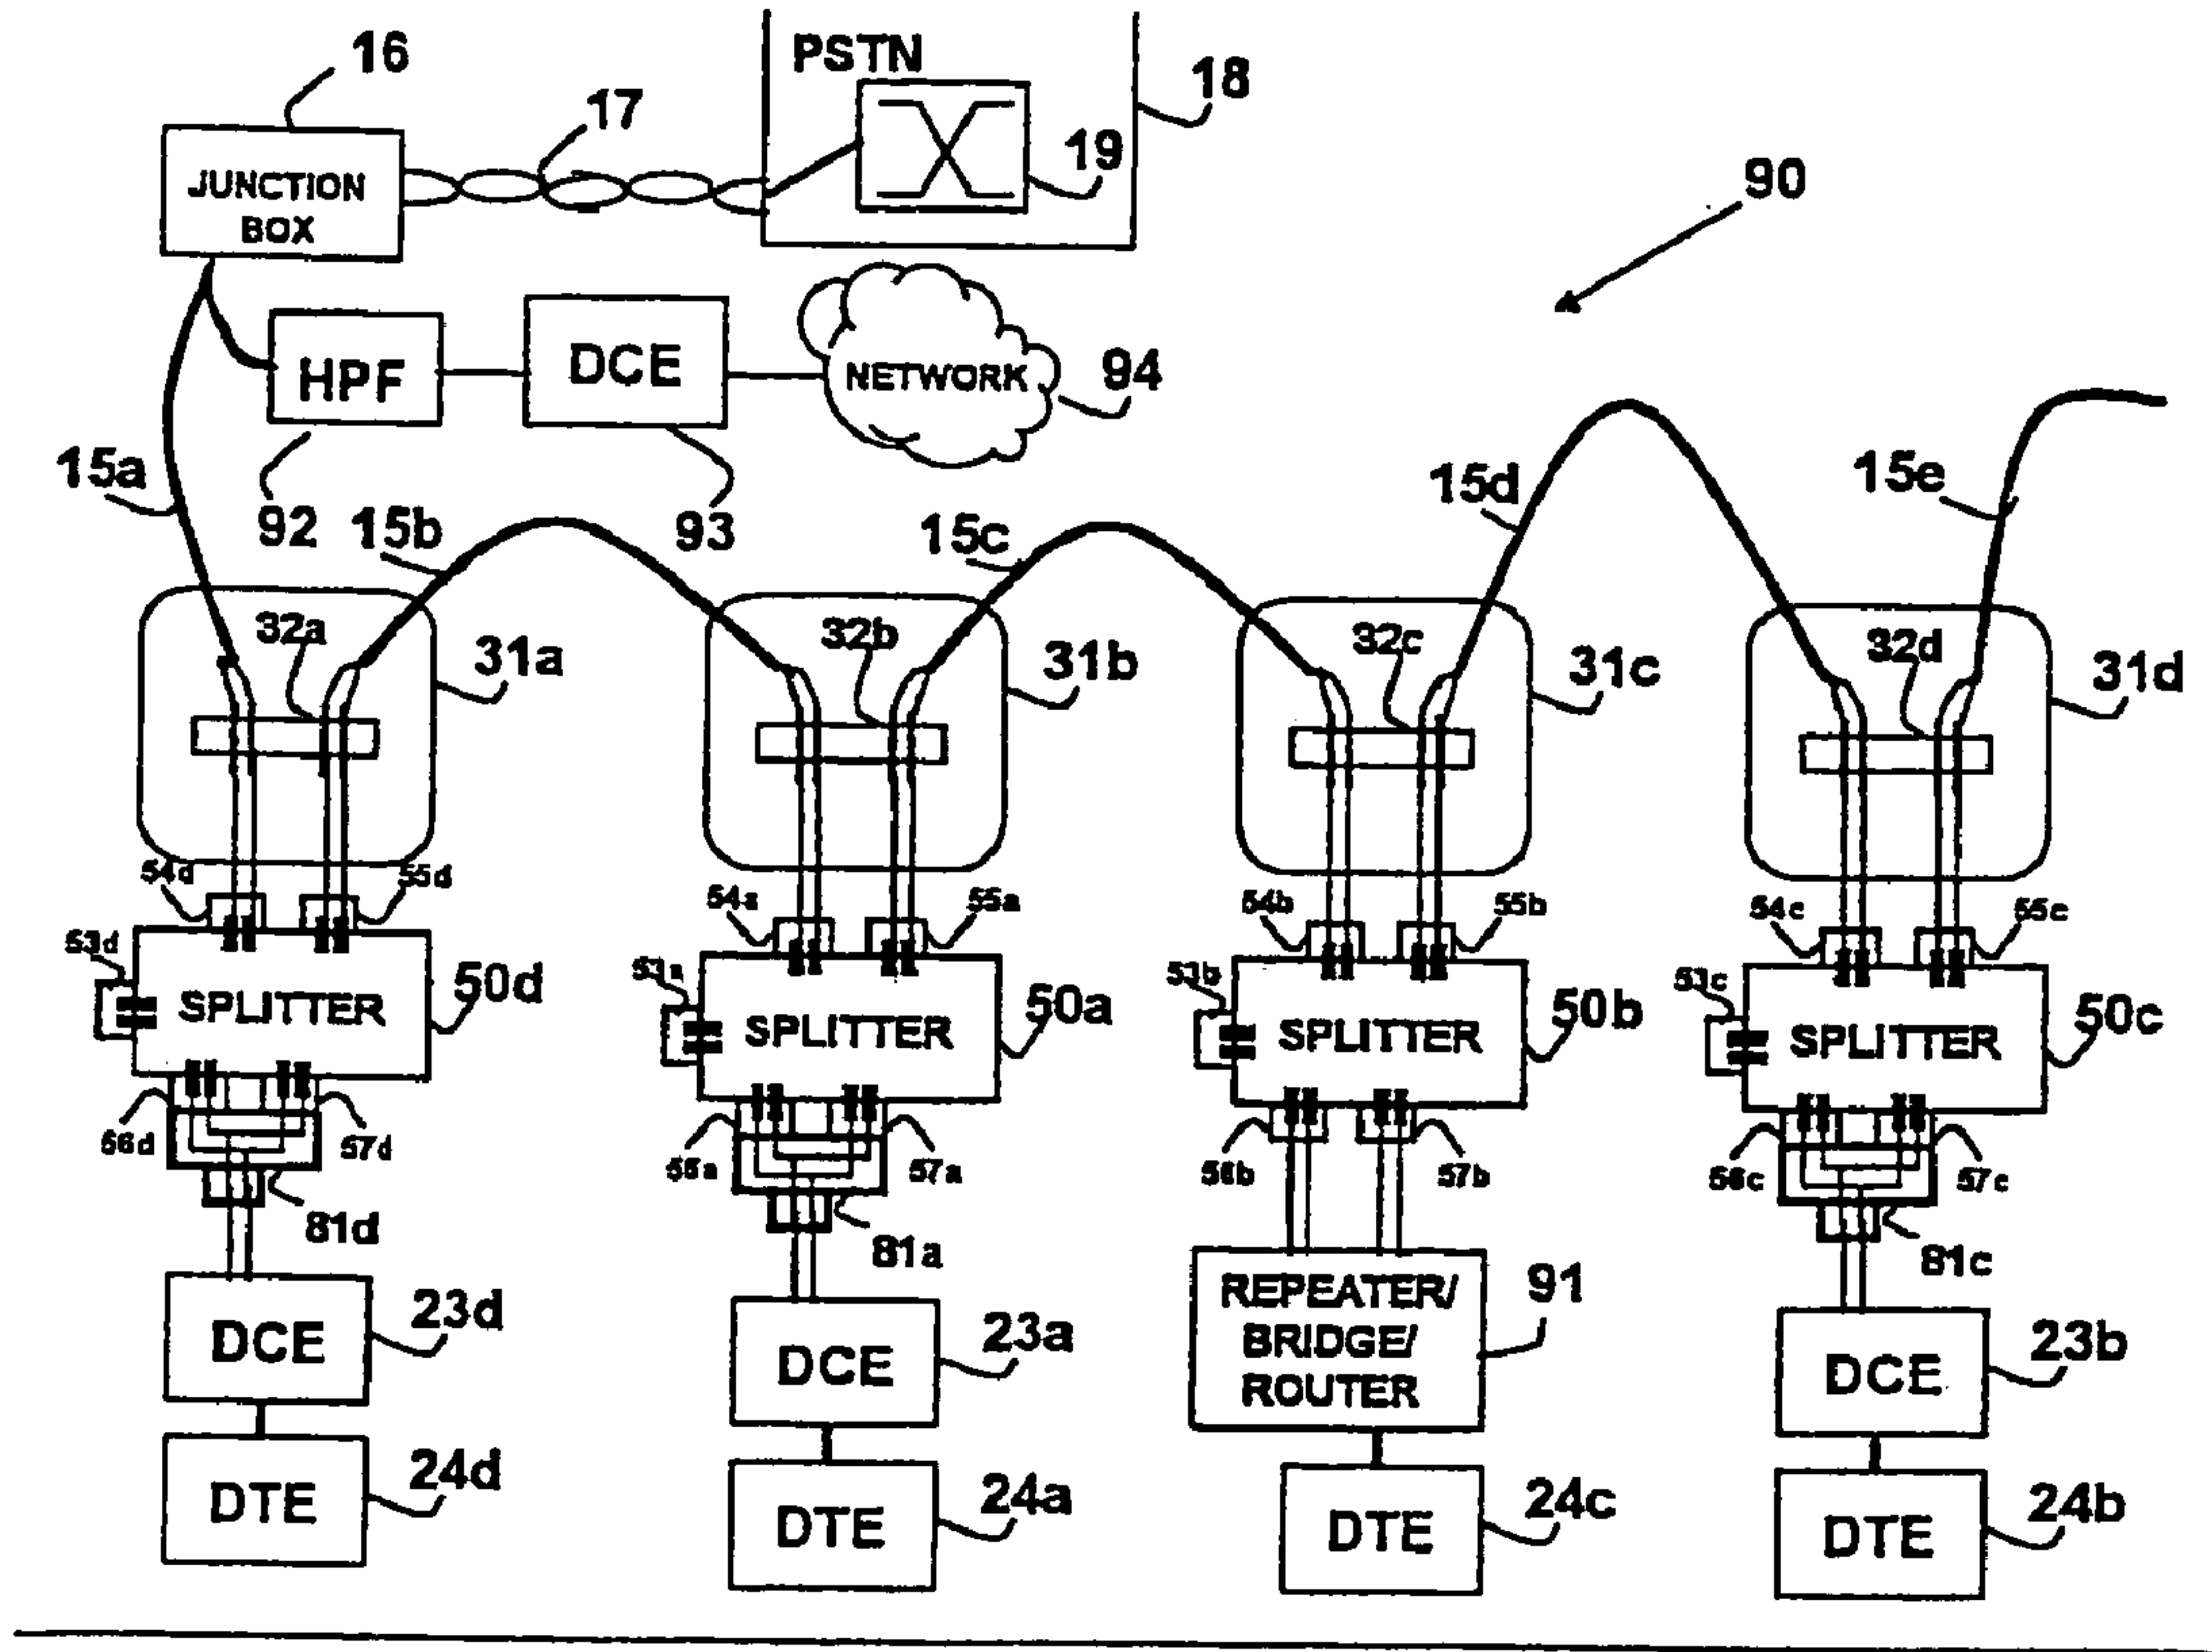 16
PSTN
18
17
19
JUNCTION
BOX
90
HPF
DCE
NETWORK
94
15a
92
93
15b
15c
15d
15e
32a
31a
32b
31b
32c
31c
32d
31d
54d
55d
54a
55a
54b
55b
54c
55c
53d
SPLITTER
50d
53a
SPLITTER
50a
53b
SPLITTER
50b
53c
SPLITTER
50c
56d
57d
55a
57a
56b
57b
56c
57c
81d
81a
81c
DCE
23d
DCE
23a
REPEATER/
BRIDGE/
ROUTER
91
DCE
23b
DTE
24d
DTE
24a
DTE
24c
DTE
24b